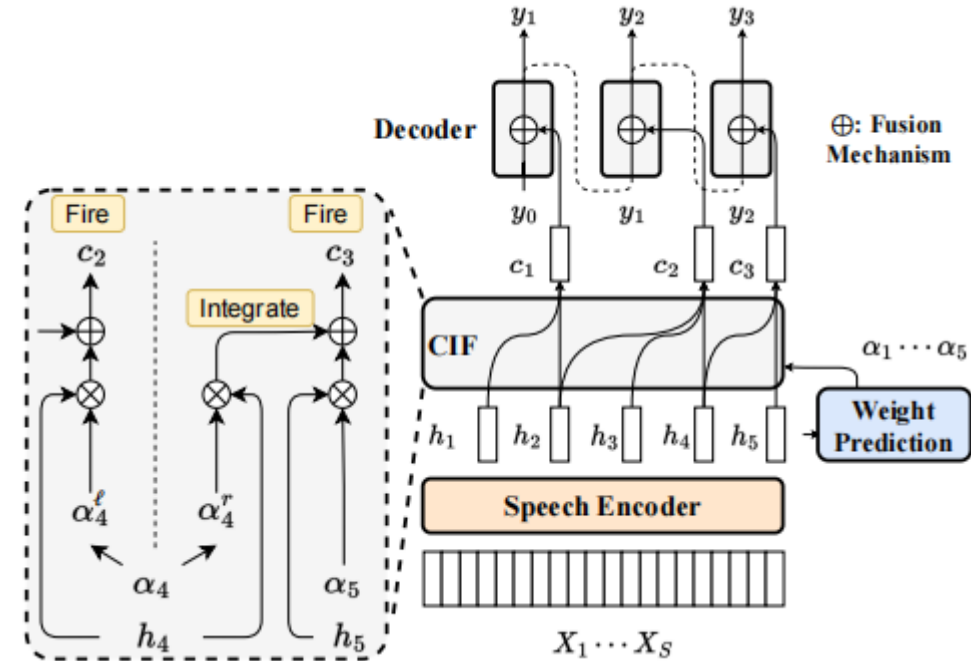 y₁ y₂ y₃
Decoder
⊕: Fusion
Mechanism
y₀ y₁ y₂
Fire Fire
c₂ c₃
Integrate
c₁ c₂ c₃
CIF
α₁ ⋯ α₅
Weight
Prediction
h₁ h₂ h₃ h₄ h₅
α₄ˡ α₄ʳ
Speech Encoder
α₄ α₅
h₄ h₅
X₁ ⋯ X_S